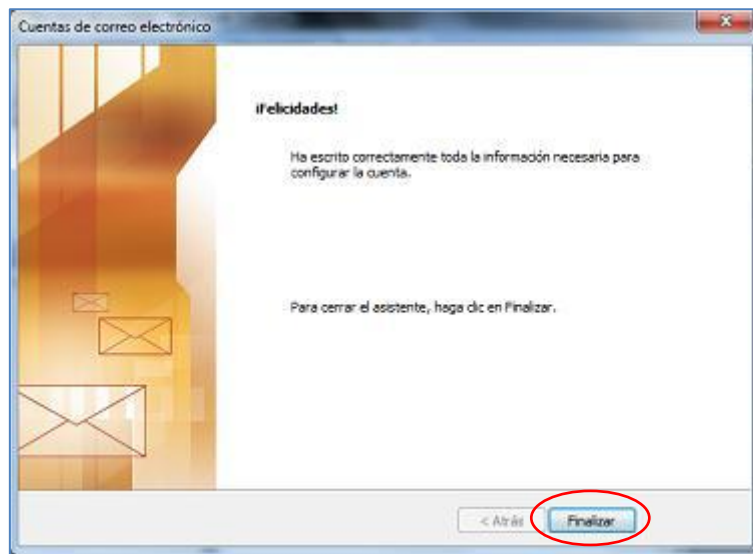 Cuentas de correo electrónico
¡Felicidades!
Ha escrito correctamente toda la información necesaria para
configurar la cuenta.
Para cerrar el asistente, haga clic en Finalizar.
< Atrás
Finalizar